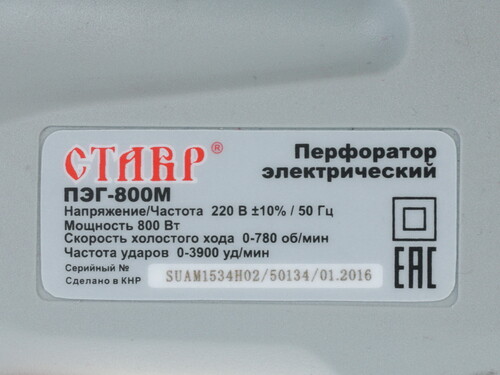 СТАВР®
Перфоратор
электрический
ПЭГ-800М
Напряжение/Частота 220 В ±10% / 50 Гц
Мощность 800 Вт
Скорость холостого хода 0-780 об/мин
Частота ударов 0-3900 уд/мин
Серийный № SUAM1534H02/50134/01.2016
Сделано в КНР
ЕАС